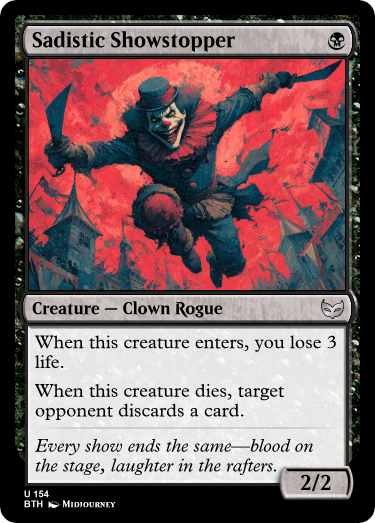 Sadistic Showstopper
Creature — Clown Rogue
When this creature enters, you lose 3
life.
When this creature dies, target
opponent discards a card.
Every show ends the same—blood on
the stage, laughter in the rafters.
2/2
U 154
BTH Midjourney